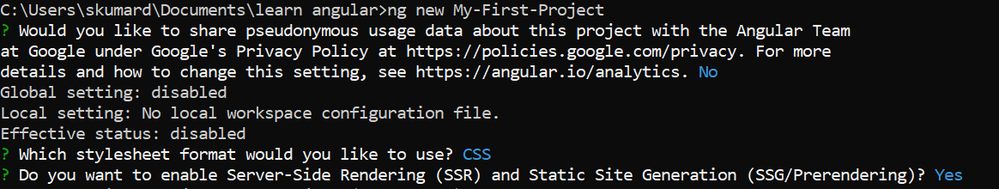 C:\Users\skumard\Documents\learn angular>ng new My-First-Project
? Would you like to share pseudonymous usage data about this project with the Angular Team
at Google under Google's Privacy Policy at https://policies.google.com/privacy. For more
details and how to change this setting, see https://angular.io/analytics. No
Global setting: disabled
Local setting: No local workspace configuration file.
Effective status: disabled
? Which stylesheet format would you like to use? CSS
? Do you want to enable Server-Side Rendering (SSR) and Static Site Generation (SSG/Prerendering)? Yes